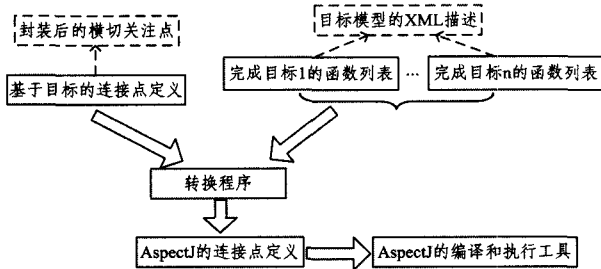 封装后的横切关注点
目标模型的XML描述
基于目标的连接点定义
完成目标1的函数列表 … 完成目标n的函数列表
转换程序
AspectJ的连接点定义
AspectJ的编译和执行工具